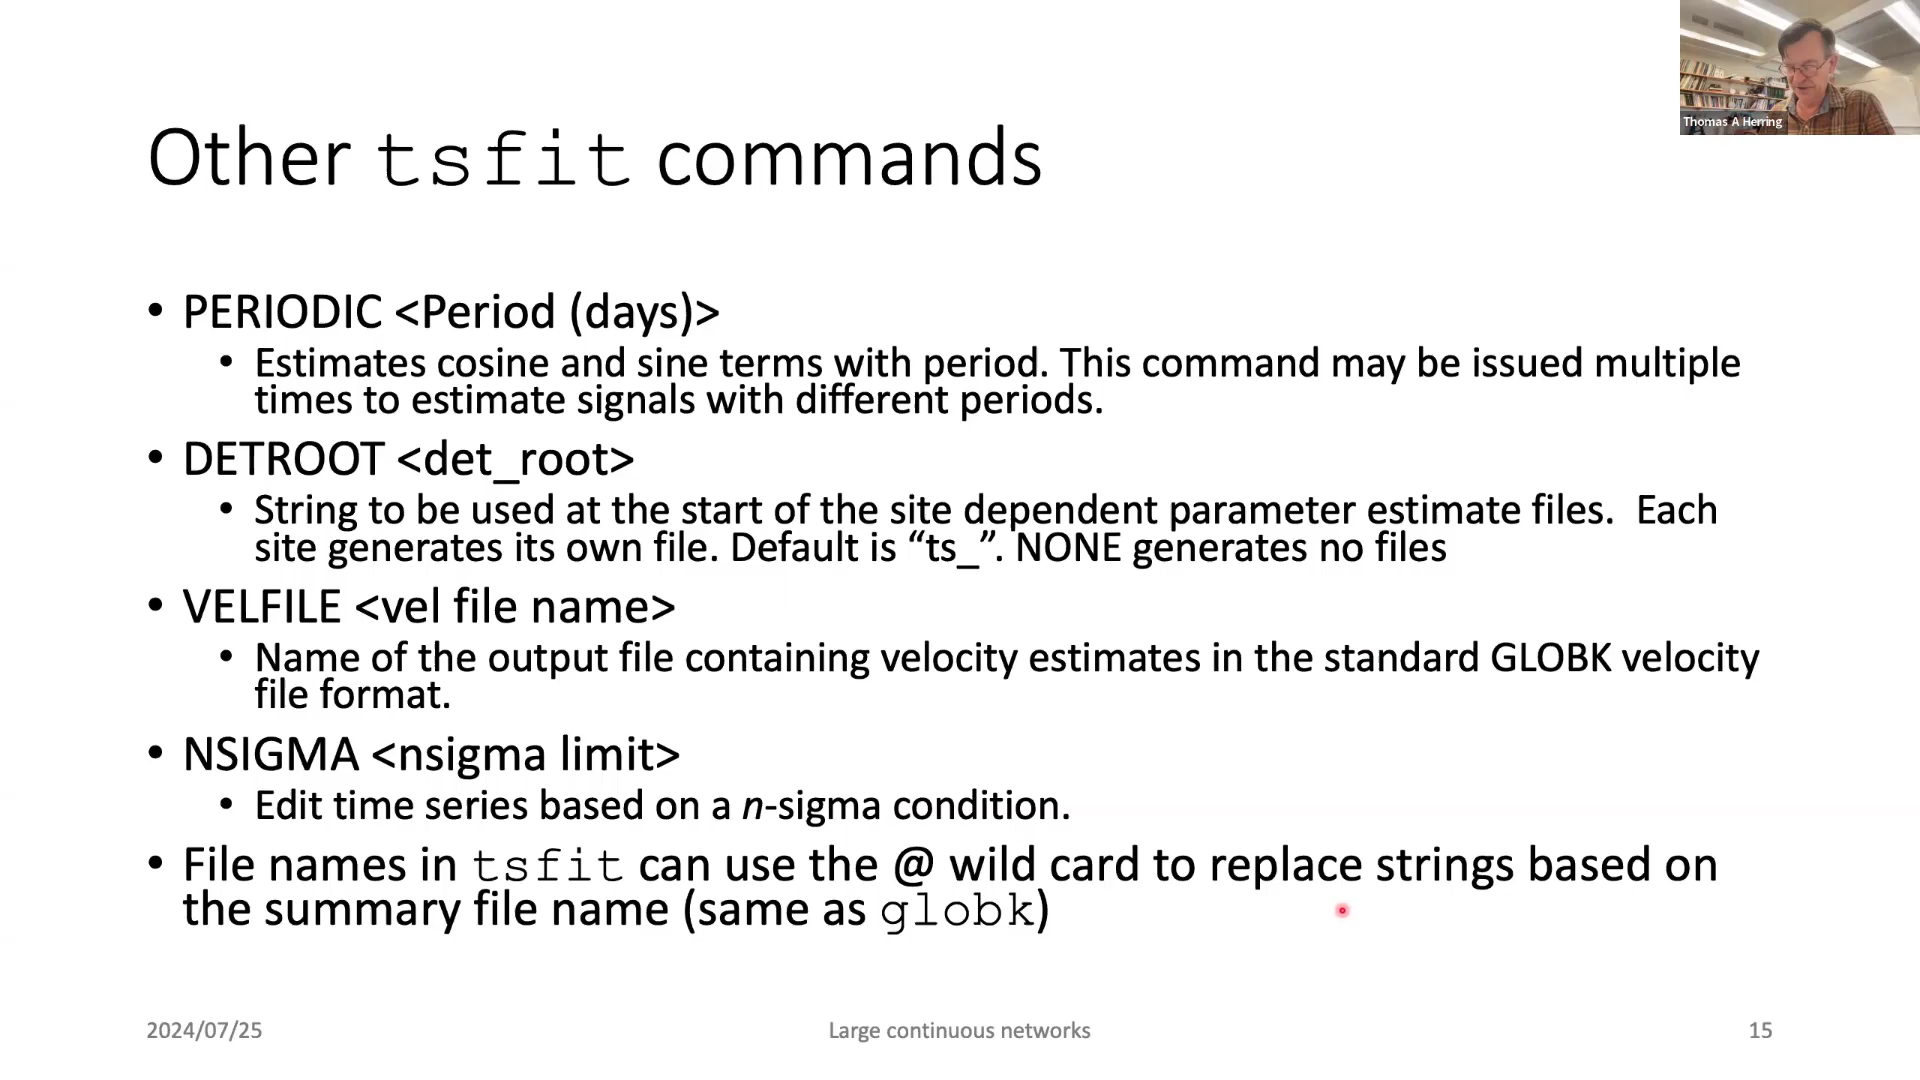 Thomas A Herring
Other tsfit commands
• PERIODIC <Period (days)>
• Estimates cosine and sine terms with period. This command may be issued multiple
times to estimate signals with different periods.
• DETROOT <det_root>
• String to be used at the start of the site dependent parameter estimate files.  Each
site generates its own file. Default is “ts_”. NONE generates no files
• VELFILE <vel file name>
• Name of the output file containing velocity estimates in the standard GLOBK velocity
file format.
• NSIGMA <nsigma limit>
• Edit time series based on a n-sigma condition.
• File names in tsfit can use the @ wild card to replace strings based on
the summary file name (same as globk)
2024/07/25
Large continuous networks
15